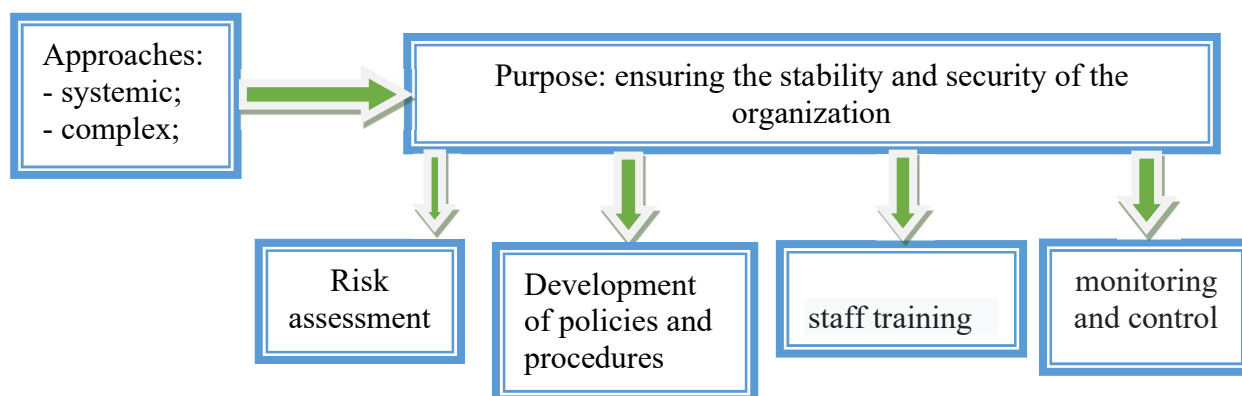 Approaches:
- systemic;
- complex;
Purpose: ensuring the stability and security of the
organization
Risk
assessment
Development
of policies and
procedures
staff training
monitoring
and control